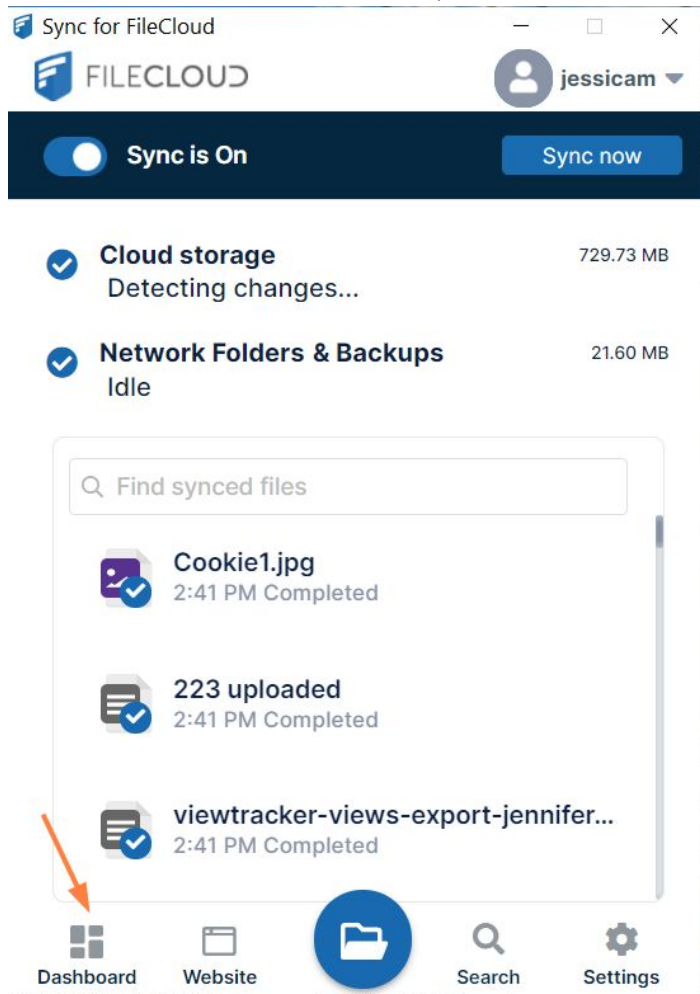 Sync for FileCloud
FILECLOUD
jessicam
Sync is On
Sync now
Cloud storage
729.73 MB
Detecting changes...
Network Folders & Backups
21.60 MB
Idle
Find synced files
Cookie1.jpg
2:41 PM Completed
223 uploaded
2:41 PM Completed
viewtracker-views-export-jennifer...
2:41 PM Completed
Dashboard
Website
Search
Settings